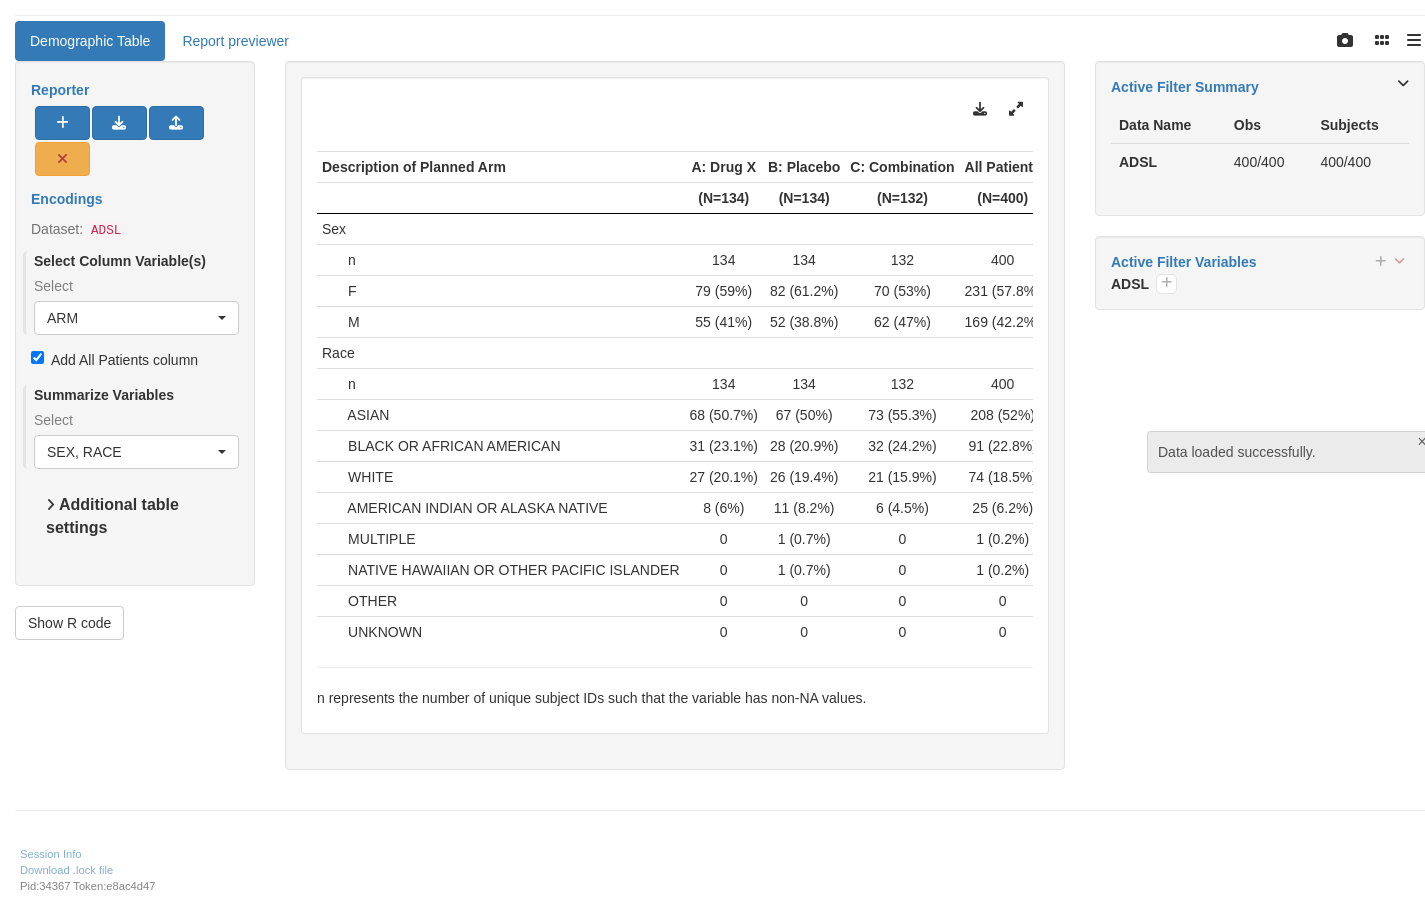 Demographic Table
Report previewer
Reporter
Encodings
Dataset: ADSL
Select Column Variable(s)
Select
ARM
Add All Patients column
Summarize Variables
Select
SEX, RACE
Additional table
settings
Show R code
Description of Planned Arm A: Drug X B: Placebo C: Combination All Patient
(N=134) (N=134) (N=132) (N=400)
Sex
n 134 134 132 400
F 79 (59%) 82 (61.2%) 70 (53%) 231 (57.8%
M 55 (41%) 52 (38.8%) 62 (47%) 169 (42.2%
Race
n 134 134 132 400
ASIAN 68 (50.7%) 67 (50%) 73 (55.3%) 208 (52%)
BLACK OR AFRICAN AMERICAN 31 (23.1%) 28 (20.9%) 32 (24.2%) 91 (22.8%)
WHITE 27 (20.1%) 26 (19.4%) 21 (15.9%) 74 (18.5%)
AMERICAN INDIAN OR ALASKA NATIVE 8 (6%) 11 (8.2%) 6 (4.5%) 25 (6.2%)
MULTIPLE 0 1 (0.7%) 0 1 (0.2%)
NATIVE HAWAIIAN OR OTHER PACIFIC ISLANDER 0 1 (0.7%) 0 1 (0.2%)
OTHER 0 0 0 0
UNKNOWN 0 0 0 0
n represents the number of unique subject IDs such that the variable has non-NA values.
Active Filter Summary
Data Name Obs Subjects
ADSL 400/400 400/400
Active Filter Variables
ADSL
Data loaded successfully.
Session Info
Download .lock file
Pid:34367 Token:e8ac4d47